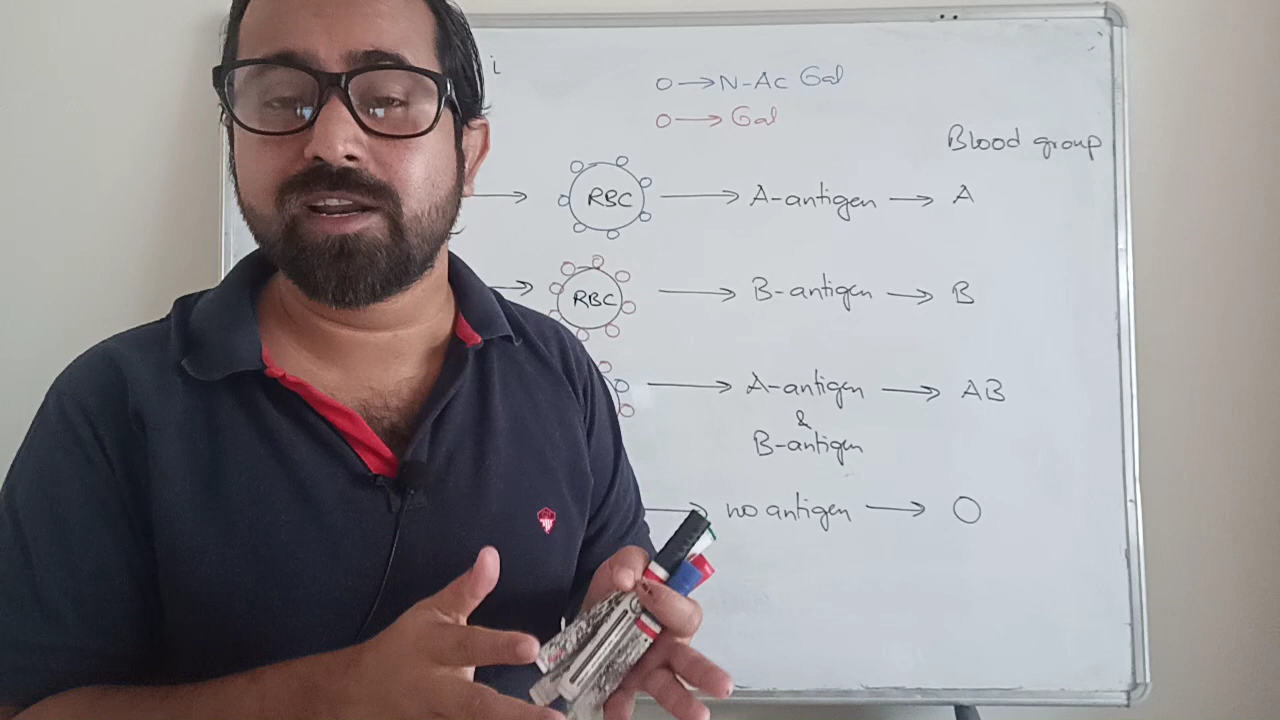 i
O → N-Ac Gal
O → Gal
Blood group
RBC → A-antigen → A
RBC → B-antigen → B
→ A-antigen → AB
&
B-antigen
→ no antigen → O